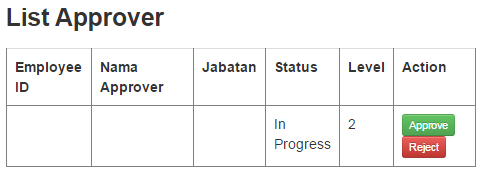 List Approver
Employee ID Nama Approver Jabatan Status Level Action
In Progress 2 Approve
Reject